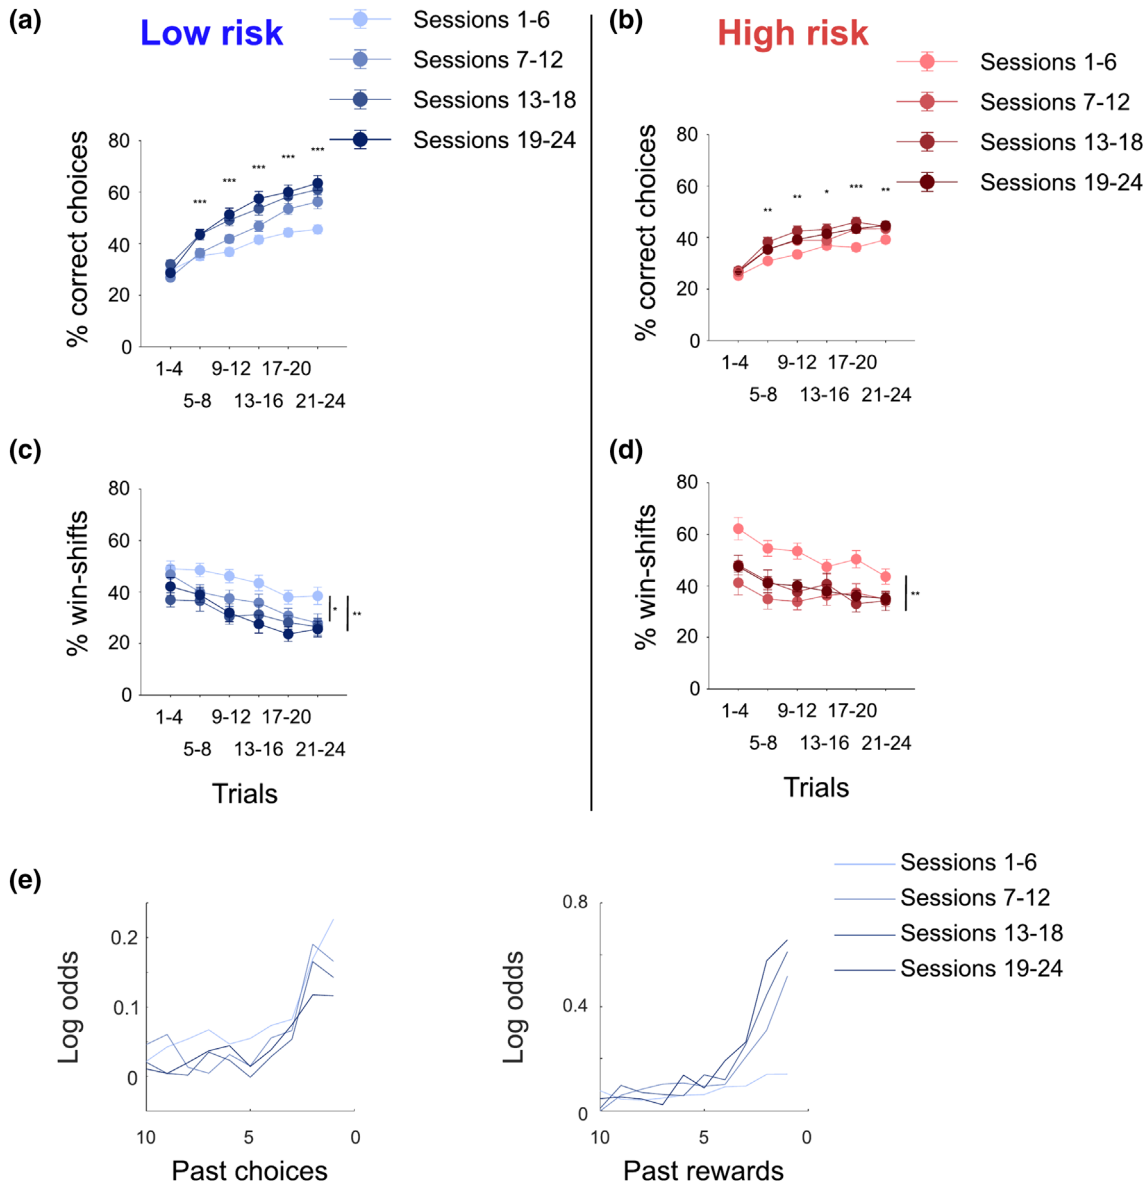 (a)
Low risk
Sessions 1-6
Sessions 7-12
Sessions 13-18
Sessions 19-24
% correct choices
80
60
40
20
0
***
***
***
***
***
1-4
9-12
17-20
5-8
13-16
21-24
(b)
High risk
Sessions 1-6
Sessions 7-12
Sessions 13-18
Sessions 19-24
% correct choices
80
60
40
20
0
**
**
*
***
**
1-4
9-12
17-20
5-8
13-16
21-24
(c)
% win-shifts
80
60
40
20
0
*
**
1-4
9-12
17-20
5-8
13-16
21-24
Trials
(d)
% win-shifts
80
60
40
20
0
**
1-4
9-12
17-20
5-8
13-16
21-24
Trials
(e)
Log odds
0.2
0.1
0
10
5
0
Past choices
Log odds
0.8
0.4
0
10
5
0
Past rewards
Sessions 1-6
Sessions 7-12
Sessions 13-18
Sessions 19-24